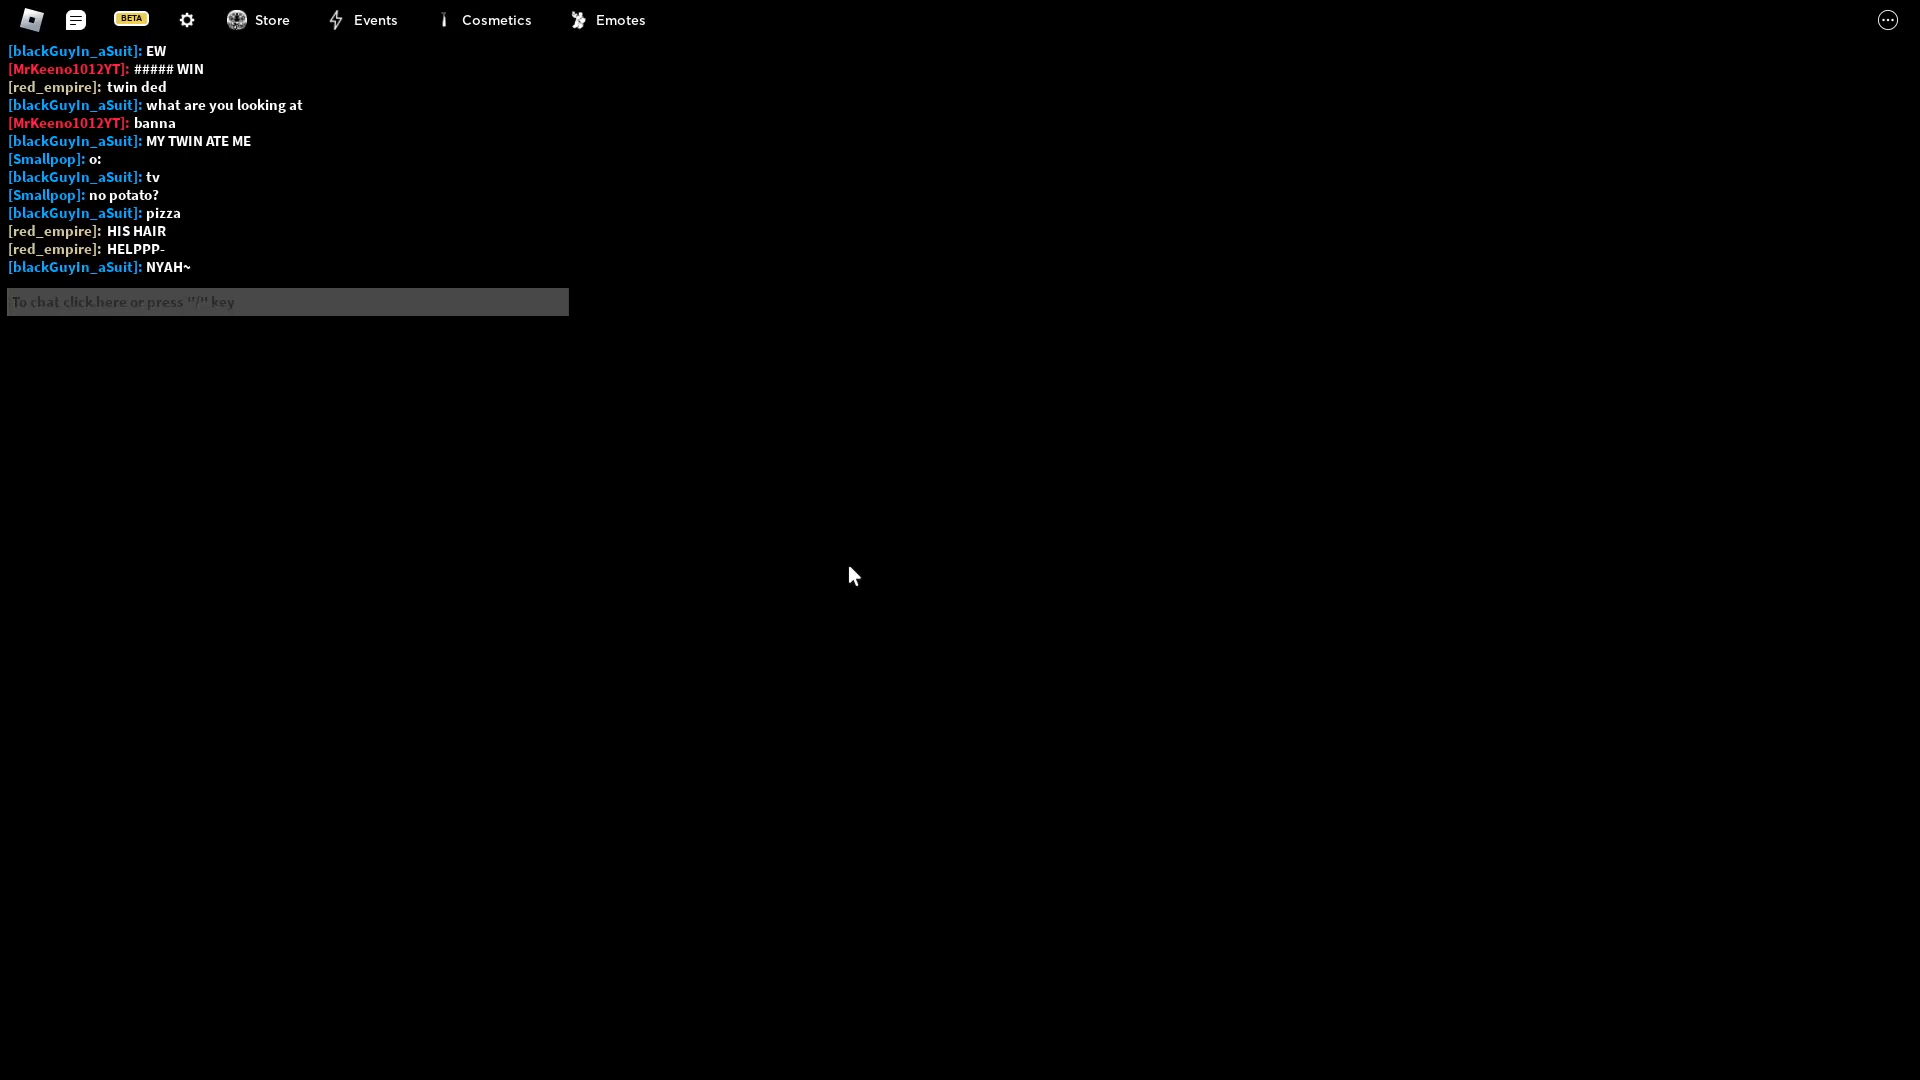 BETA
Store
Events
Cosmetics
Emotes
[blackGuyIn_aSuit]: EW
[MrKeeno1012YT]: ##### WIN
[red_empire]: twin ded
[blackGuyIn_aSuit]: what are you looking at
[MrKeeno1012YT]: banna
[blackGuyIn_aSuit]: MY TWIN ATE ME
[Smallpop]: o:
[blackGuyIn_aSuit]: tv
[Smallpop]: no potato?
[blackGuyIn_aSuit]: pizza
[red_empire]: HIS HAIR
[red_empire]: HELPPP-
[blackGuyIn_aSuit]: NYAH~
To chat click here or press "/" key